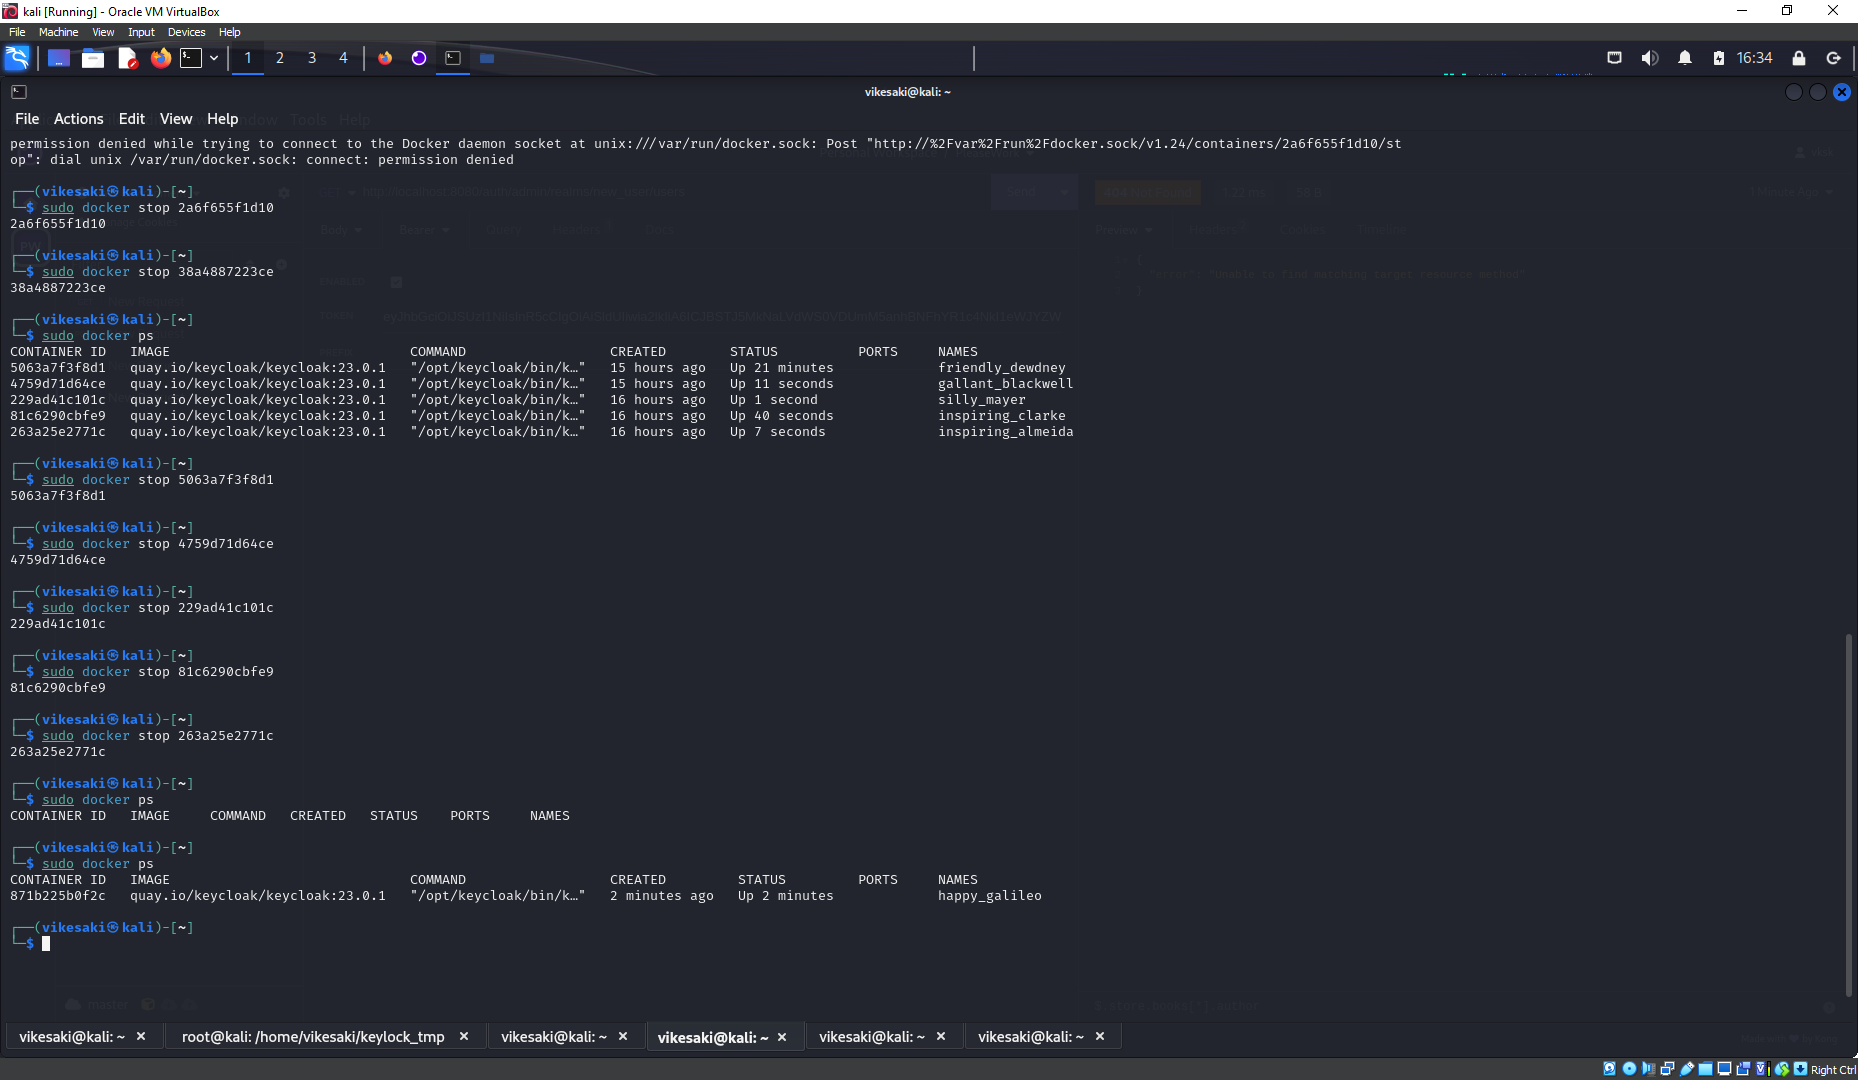 kali [Running] - Oracle VM VirtualBox
File Machine View Input Devices Help
1 2 3 4
16:34
vikesaki@kali: ~
File Actions Edit View Help
permission denied while trying to connect to the Docker daemon socket at unix:///var/run/docker.sock: Post "http://%2Fvar%2Frun%2Fdocker.sock/v1.24/containers/2a6f655f1d10/st
op": dial unix /var/run/docker.sock: connect: permission denied
┌──(vikesaki㉿kali)-[~]
└─$ sudo docker stop 2a6f655f1d10
2a6f655f1d10
┌──(vikesaki㉿kali)-[~]
└─$ sudo docker stop 38a4887223ce
38a4887223ce
┌──(vikesaki㉿kali)-[~]
└─$ sudo docker ps
CONTAINER ID IMAGE COMMAND CREATED STATUS PORTS NAMES
5063a7f3f8d1 quay.io/keycloak/keycloak:23.0.1 "/opt/keycloak/bin/k…" 15 hours ago Up 21 minutes friendly_dewdney
4759d71d64ce quay.io/keycloak/keycloak:23.0.1 "/opt/keycloak/bin/k…" 15 hours ago Up 11 seconds gallant_blackwell
229ad41c101c quay.io/keycloak/keycloak:23.0.1 "/opt/keycloak/bin/k…" 16 hours ago Up 1 second silly_mayer
81c6290cbfe9 quay.io/keycloak/keycloak:23.0.1 "/opt/keycloak/bin/k…" 16 hours ago Up 40 seconds inspiring_clarke
263a25e2771c quay.io/keycloak/keycloak:23.0.1 "/opt/keycloak/bin/k…" 16 hours ago Up 7 seconds inspiring_almeida
┌──(vikesaki㉿kali)-[~]
└─$ sudo docker stop 5063a7f3f8d1
5063a7f3f8d1
┌──(vikesaki㉿kali)-[~]
└─$ sudo docker stop 4759d71d64ce
4759d71d64ce
┌──(vikesaki㉿kali)-[~]
└─$ sudo docker stop 229ad41c101c
229ad41c101c
┌──(vikesaki㉿kali)-[~]
└─$ sudo docker stop 81c6290cbfe9
81c6290cbfe9
┌──(vikesaki㉿kali)-[~]
└─$ sudo docker stop 263a25e2771c
263a25e2771c
┌──(vikesaki㉿kali)-[~]
└─$ sudo docker ps
CONTAINER ID IMAGE COMMAND CREATED STATUS PORTS NAMES
┌──(vikesaki㉿kali)-[~]
└─$ sudo docker ps
CONTAINER ID IMAGE COMMAND CREATED STATUS PORTS NAMES
871b225b0f2c quay.io/keycloak/keycloak:23.0.1 "/opt/keycloak/bin/k…" 2 minutes ago Up 2 minutes happy_galileo
┌──(vikesaki㉿kali)-[~]
└─$
vikesaki@kali: ~ root@kali: /home/vikesaki/keylock_tmp vikesaki@kali: ~ vikesaki@kali: ~ vikesaki@kali: ~ vikesaki@kali: ~
Right Ctrl